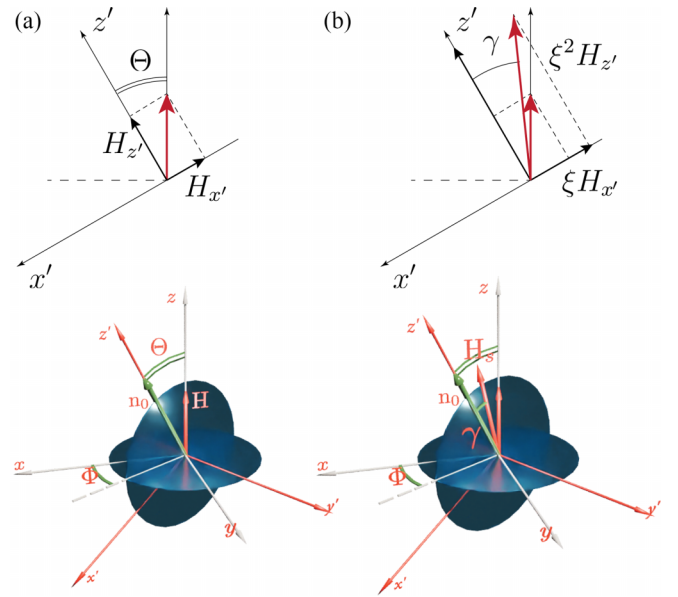 (a)
z′
Θ
H_{z′}
H_{x′}
x′
(b)
z′
γ
ξ²H_{z′}
ξH_{x′}
x′
z
z′
Θ
n₀
H
x
Φ
y′
y
x′
z
z′
H_s
n₀
γ
x
Φ
y′
y
x′